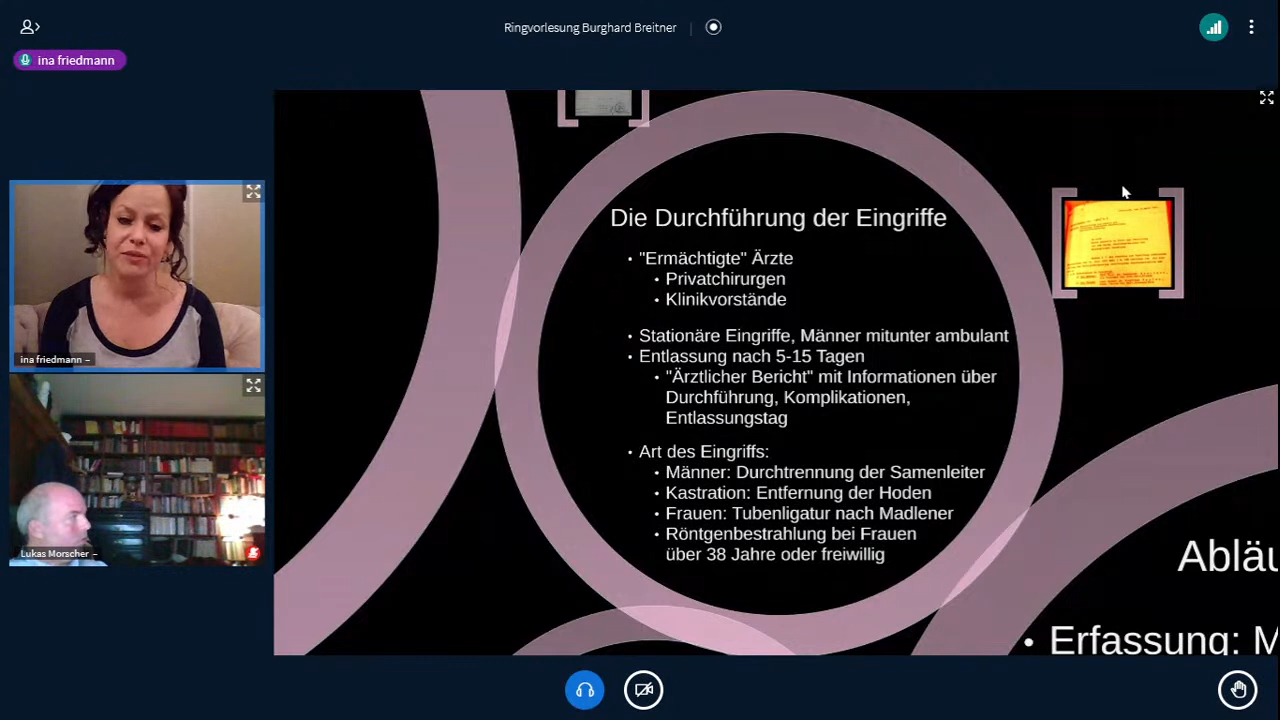 Ringvorlesung Burghard Breitner
ina friedmann
ina friedmann –
Lukas Morscher –
Die Durchführung der Eingriffe
• "Ermächtigte" Ärzte
• Privatchirurgen
• Klinikvorstände
• Stationäre Eingriffe, Männer mitunter ambulant
• Entlassung nach 5-15 Tagen
• "Ärztlicher Bericht" mit Informationen über
Durchführung, Komplikationen,
Entlassungstag
• Art des Eingriffs:
• Männer: Durchtrennung der Samenleiter
• Kastration: Entfernung der Hoden
• Frauen: Tubenligatur nach Madlener
• Röntgenbestrahlung bei Frauen
über 38 Jahre oder freiwillig
Abläu
• Erfassung: M